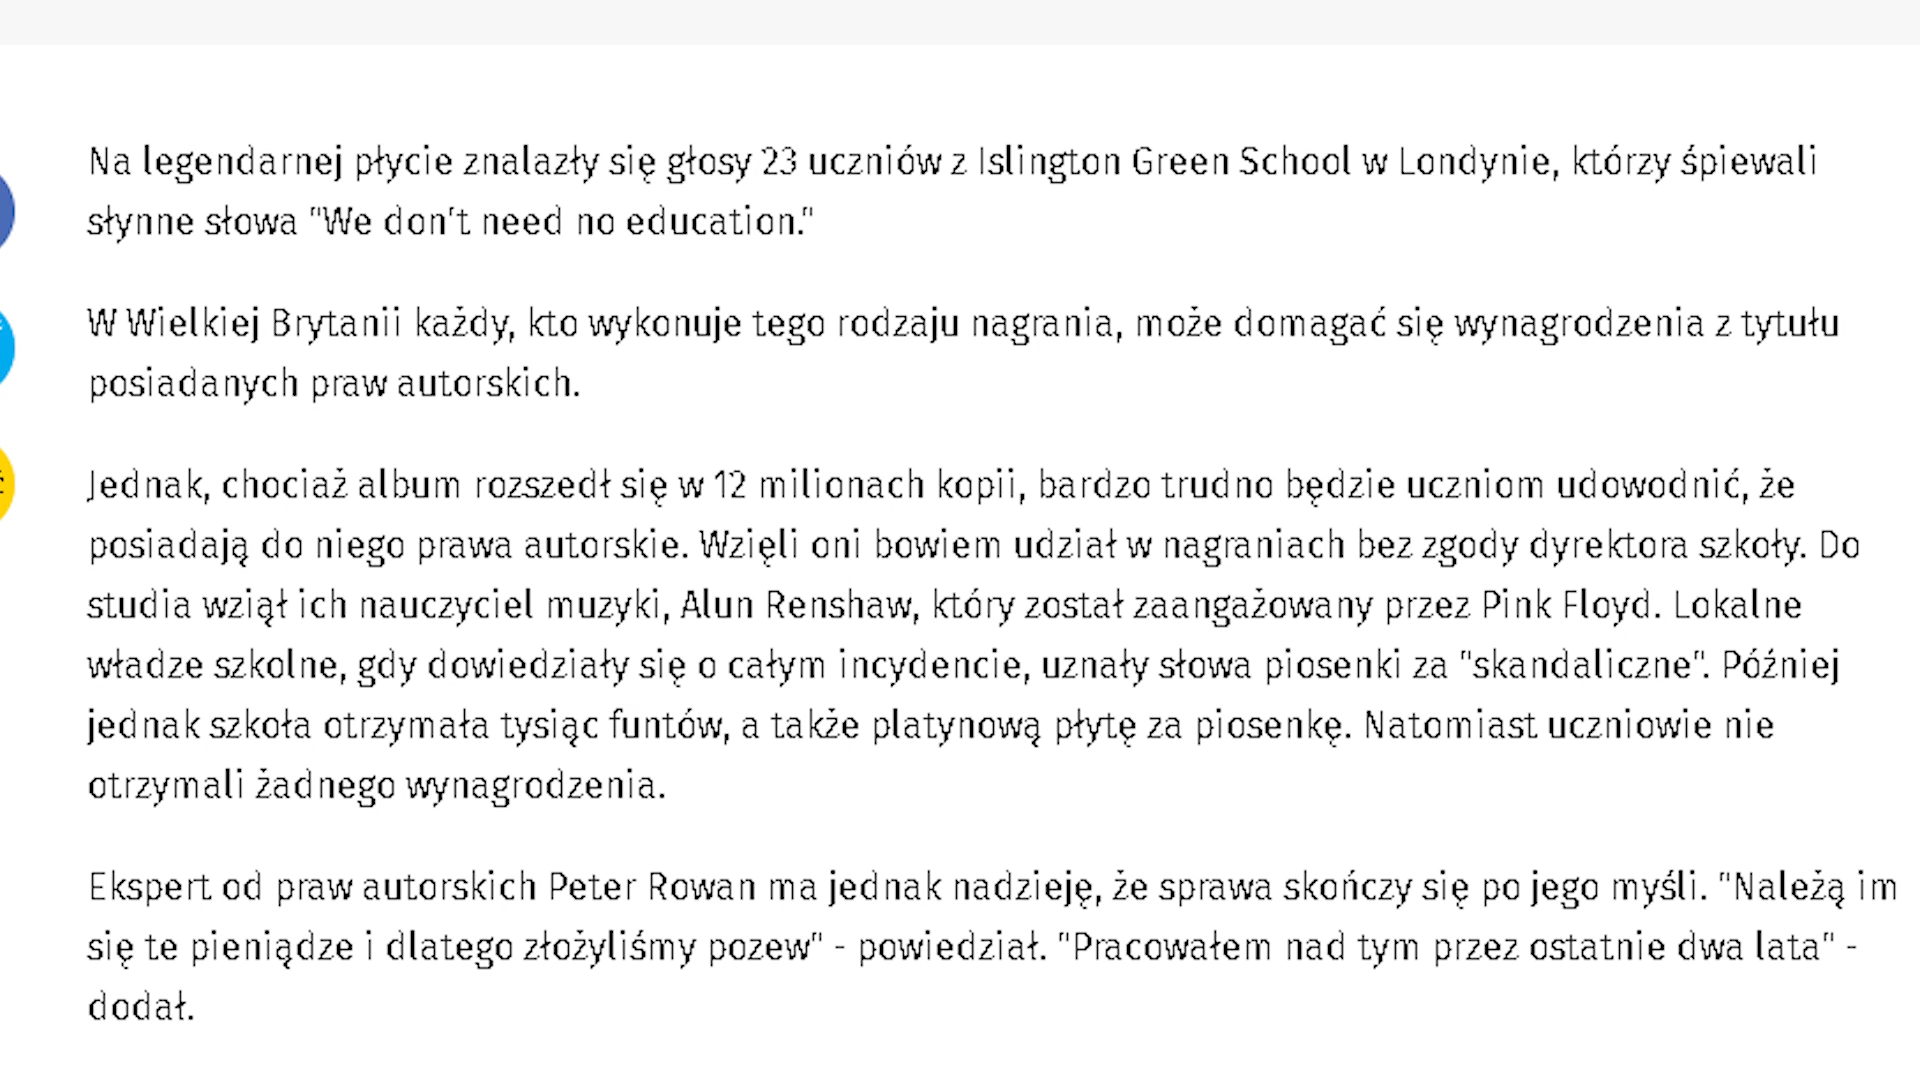 Na legendarnej płycie znalazły się głosy 23 uczniów z Islington Green School w Londynie, którzy śpiewali
słynne słowa "We don't need no education."
W Wielkiej Brytanii każdy, kto wykonuje tego rodzaju nagrania, może domagać się wynagrodzenia z tytułu
posiadanych praw autorskich.
Jednak, chociaż album rozszedł się w 12 milionach kopii, bardzo trudno będzie uczniom udowodnić, że
posiadają do niego prawa autorskie. Wzięli oni bowiem udział w nagraniach bez zgody dyrektora szkoły. Do
studia wziął ich nauczyciel muzyki, Alun Renshaw, który został zaangażowany przez Pink Floyd. Lokalne
władze szkolne, gdy dowiedziały się o całym incydencie, uznały słowa piosenki za "skandaliczne". Później
jednak szkoła otrzymała tysiąc funtów, a także platynową płytę za piosenkę. Natomiast uczniowie nie
otrzymali żadnego wynagrodzenia.
Ekspert od praw autorskich Peter Rowan ma jednak nadzieję, że sprawa skończy się po jego myśli. "Należą im
się te pieniądze i dlatego złożyliśmy pozew" - powiedział. "Pracowałem nad tym przez ostatnie dwa lata" -
dodał.